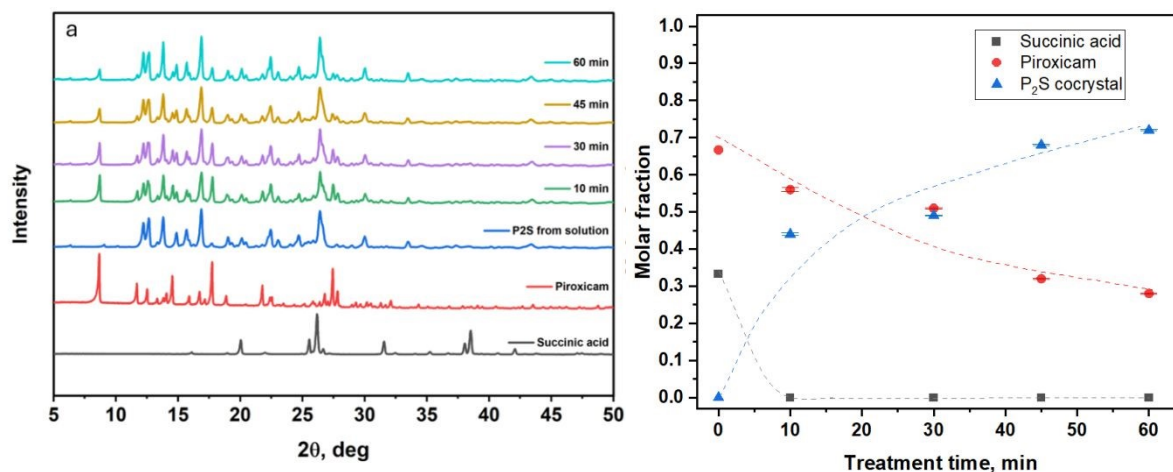 a
60 min
45 min
30 min
10 min
P2S from solution
Piroxicam
Succinic acid
Intensity
5 10 15 20 25 30 35 40 45 50
2θ, deg
Succinic acid
Piroxicam
P₂S cocrystal
1.0
0.9
0.8
0.7
0.6
0.5
0.4
0.3
0.2
0.1
0.0
Molar fraction
0 10 20 30 40 50 60
Treatment time, min